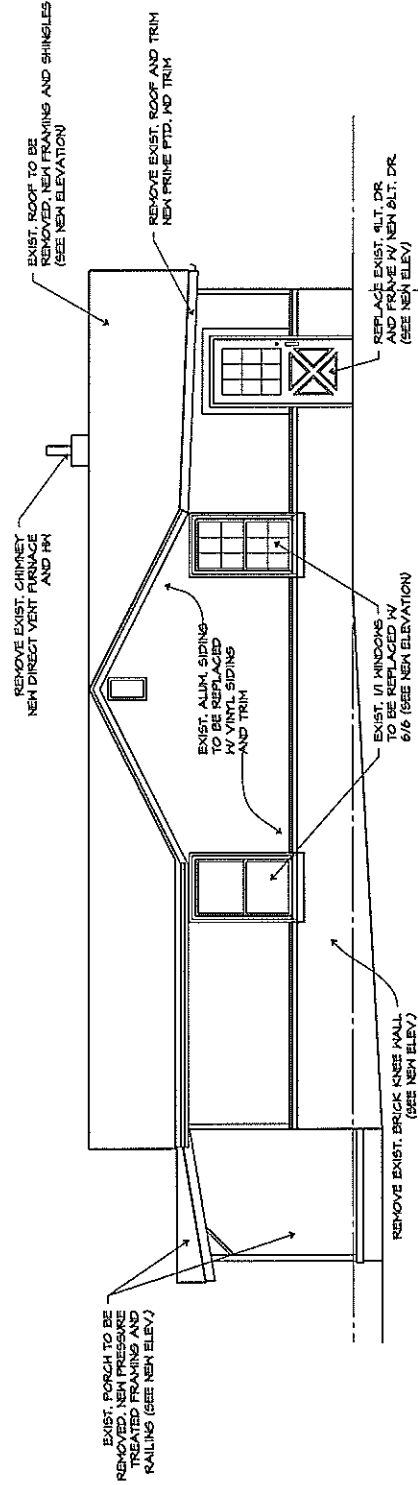 EXIST. PORCH TO BE
REMOVED. NEW PRESSURE
TREATED FRAMING AND
RAILING (SEE NEW ELEV.)
REMOVE EXIST. CHIMNEY
NEW DIRECT VENT FURNACE
AND HW
EXIST. ROOF TO BE
REMOVED, NEW FRAMING AND SHINGLES
(SEE NEW ELEVATION)
REMOVE EXIST. ROOF AND TRIM
NEW PRIME PTD. WD TRIM
EXIST. ALUM. SIDING
TO BE REPLACED
W/ VINYL SIDING
AND TRIM
REMOVE EXIST. BRICK KNEE WALL
(SEE NEW ELEV.)
EXIST. 1/1 WINDOWS
TO BE REPLACED W/
6/6 (SEE NEW ELEVATION)
REPLACE EXIST. 9LT. DR
AND FRAME W/ NEW 8LT. DR.
(SEE NEW ELEV)